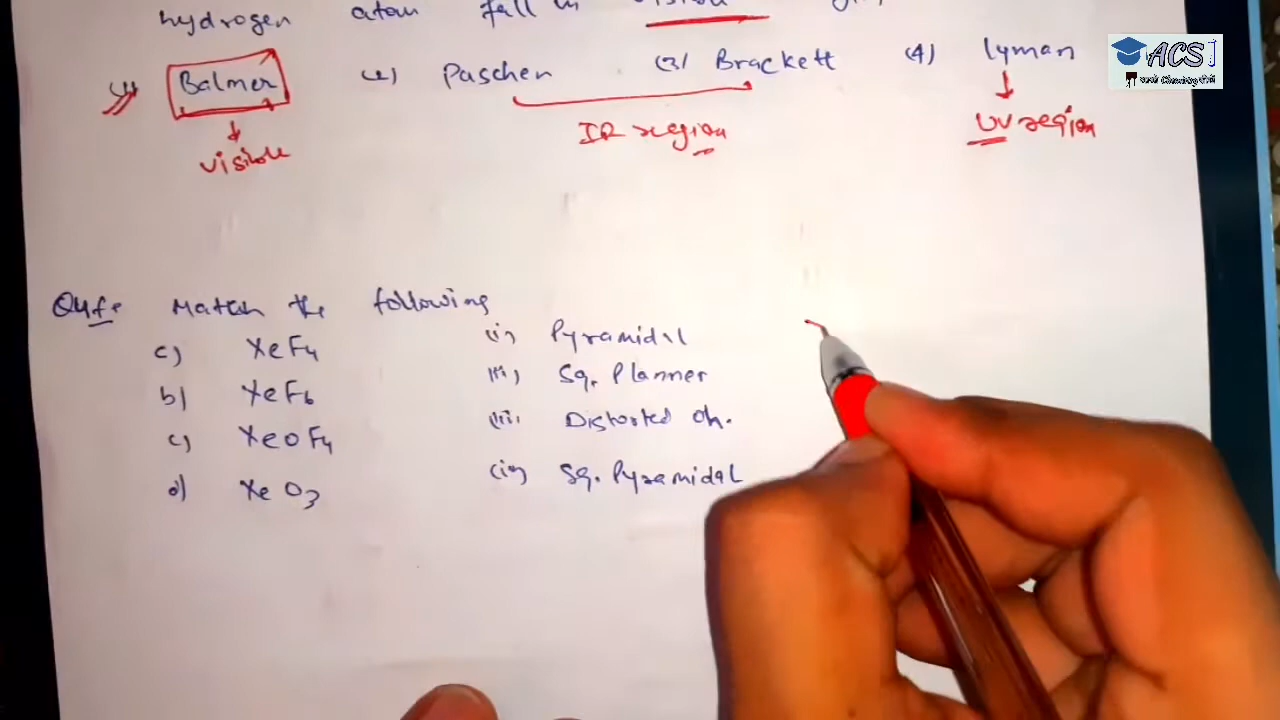 hydrogen atom fall in visible
(1) Balmer (2) Paschen (3) Brackett (4) lyman
visible IR region UV region
Match the following
c) XeF4 (i) Pyramidal
b) XeF6 (ii) Sq. Planner
c) XeOF4 (iii) Distorted Oh.
d) XeO3 (iv) Sq. Pyramidal
ACS